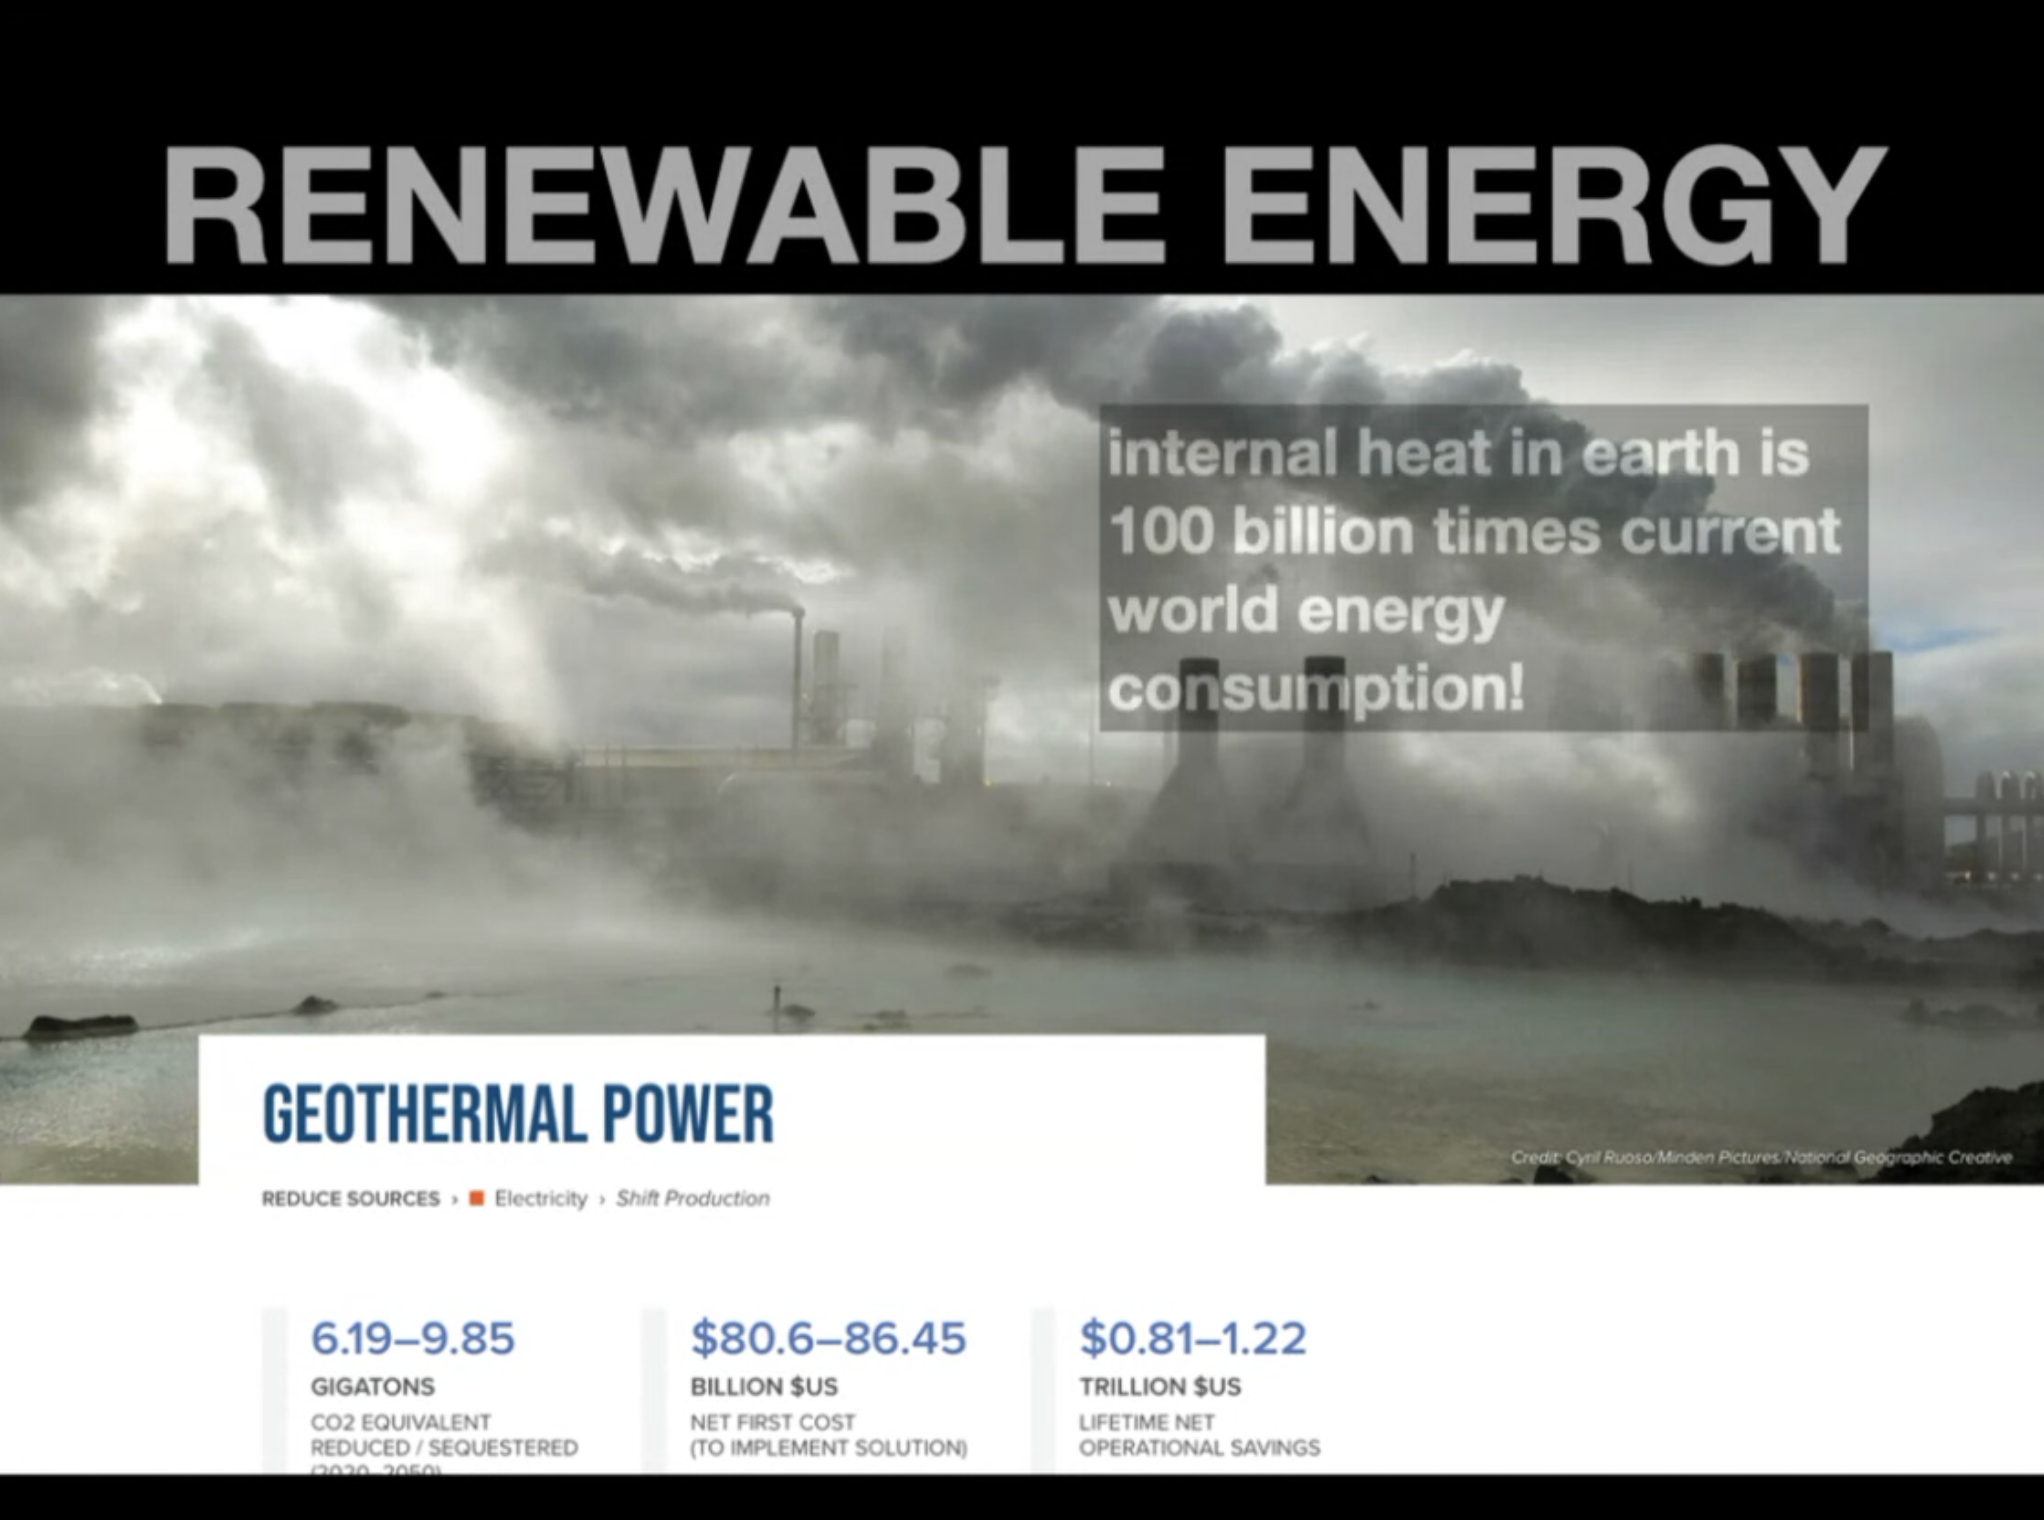 RENEWABLE ENERGY
internal heat in earth is
100 billion times current
world energy
consumption!
Credit: Cyril Ruoso/Minden Pictures/National Geographic Creative
GEOTHERMAL POWER
REDUCE SOURCES › Electricity › Shift Production
6.19–9.85
GIGATONS
CO2 EQUIVALENT
REDUCED / SEQUESTERED
(2020–2050)
$80.6–86.45
BILLION $US
NET FIRST COST
(TO IMPLEMENT SOLUTION)
$0.81–1.22
TRILLION $US
LIFETIME NET
OPERATIONAL SAVINGS